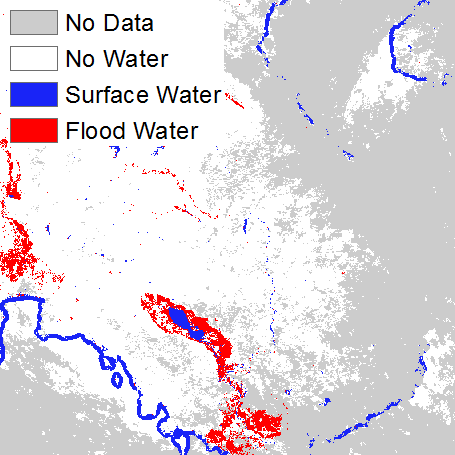 No Data
No Water
Surface Water
Flood Water